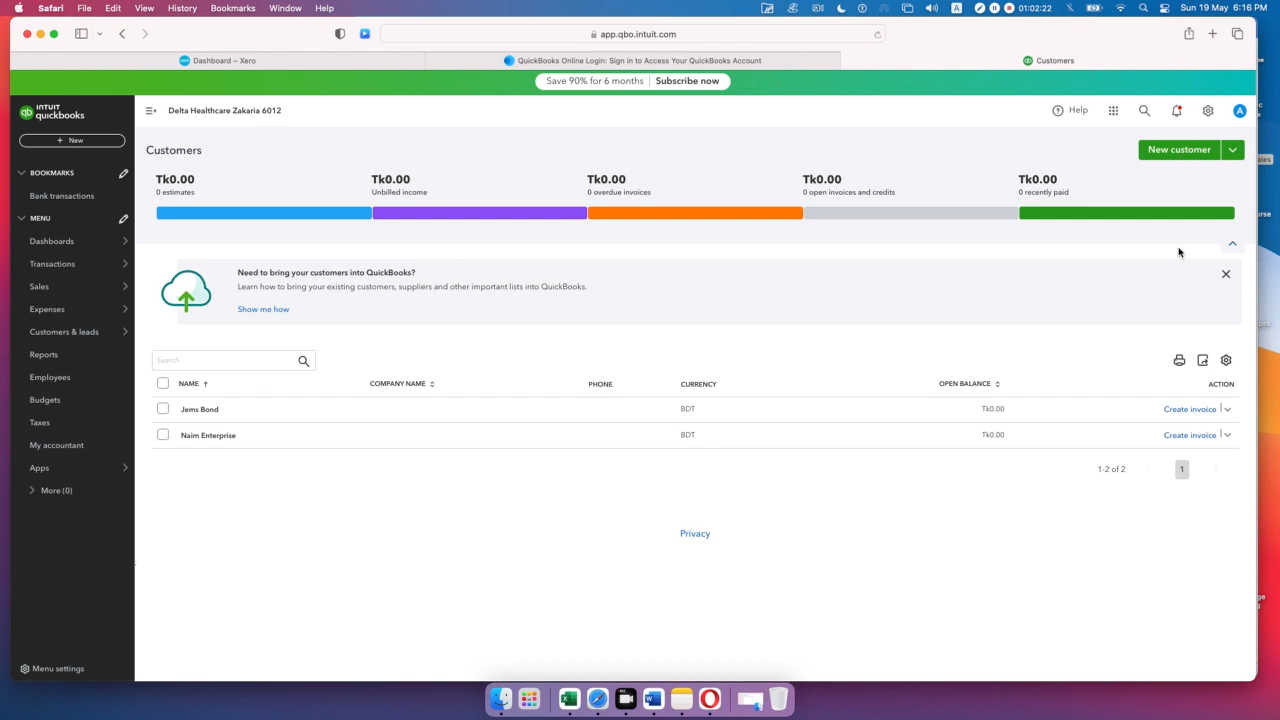 Safari File Edit View History Bookmarks Window Help
A 01:02:22 Sun 19 May 6:16 PM
app.qbo.intuit.com
Dashboard – Xero
QuickBooks Online Login: Sign in to Access Your QuickBooks Account
Customers
Save 90% for 6 months Subscribe now
INTUIT
quickbooks
Delta Healthcare Zakaria 6012
Help
A
+ New
BOOKMARKS
Bank transactions
MENU
Dashboards
Transactions
Sales
Expenses
Customers & leads
Reports
Employees
Budgets
Taxes
My accountant
Apps
More (0)
Menu settings
Customers
New customer
Tk0.00 Tk0.00 Tk0.00 Tk0.00 Tk0.00
0 estimates Unbilled income 0 overdue invoices 0 open invoices and credits 0 recently paid
Need to bring your customers into QuickBooks?
Learn how to bring your existing customers, suppliers and other important lists into QuickBooks.
Show me how
Search
NAME COMPANY NAME PHONE CURRENCY OPEN BALANCE ACTION
Jems Bond BDT Tk0.00 Create invoice
Naim Enterprise BDT Tk0.00 Create invoice
1-2 of 2 1
Privacy